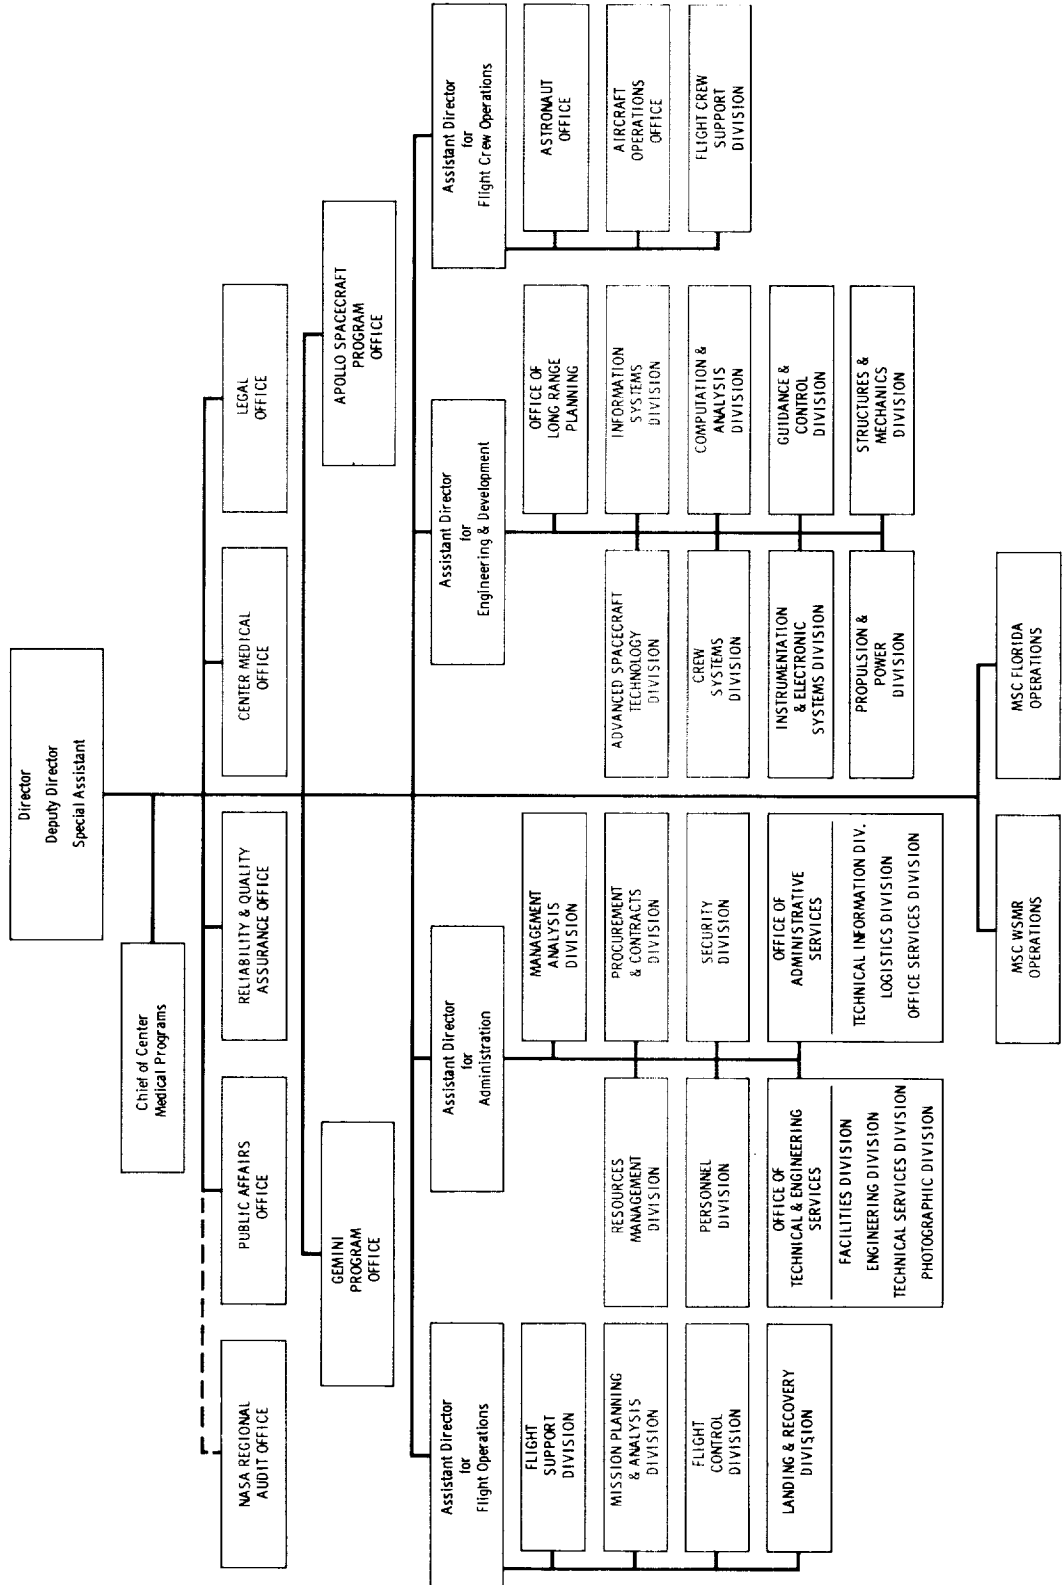 Director
Deputy Director
Special Assistant
Chief of Center
Medical Programs
NASA REGIONAL
AUDIT OFFICE
PUBLIC AFFAIRS
OFFICE
RELIABILITY & QUALITY
ASSURANCE OFFICE
CENTER MEDICAL
OFFICE
LEGAL
OFFICE
GEMINI
PROGRAM
OFFICE
APOLLO SPACECRAFT
PROGRAM
OFFICE
Assistant Director
for
Flight Operations
FLIGHT
SUPPORT
DIVISION
MISSION PLANNING
& ANALYSIS
DIVISION
FLIGHT
CONTROL
DIVISION
LANDING & RECOVERY
DIVISION
Assistant Director
for
Administration
MANAGEMENT
ANALYSIS
DIVISION
RESOURCES
MANAGEMENT
DIVISION
PROCUREMENT
& CONTRACTS
DIVISION
PERSONNEL
DIVISION
SECURITY
DIVISION
OFFICE OF
TECHNICAL & ENGINEERING
SERVICES
FACILITIES DIVISION
ENGINEERING DIVISION
TECHNICAL SERVICES DIVISION
PHOTOGRAPHIC DIVISION
OFFICE OF
ADMINISTRATIVE
SERVICES
TECHNICAL INFORMATION DIV.
LOGISTICS DIVISION
OFFICE SERVICES DIVISION
Assistant Director
for
Engineering & Development
OFFICE OF
LONG RANGE
PLANNING
ADVANCED SPACECRAFT
TECHNOLOGY
DIVISION
INFORMATION
SYSTEMS
DIVISION
CREW
SYSTEMS
DIVISION
COMPUTATION &
ANALYSIS
DIVISION
INSTRUMENTATION
& ELECTRONIC
SYSTEMS DIVISION
GUIDANCE &
CONTROL
DIVISION
PROPULSION &
POWER
DIVISION
STRUCTURES &
MECHANICS
DIVISION
Assistant Director
for
Flight Crew Operations
ASTRONAUT
OFFICE
AIRCRAFT
OPERATIONS
OFFICE
FLIGHT CREW
SUPPORT
DIVISION
MSC WSMR
OPERATIONS
MSC FLORIDA
OPERATIONS